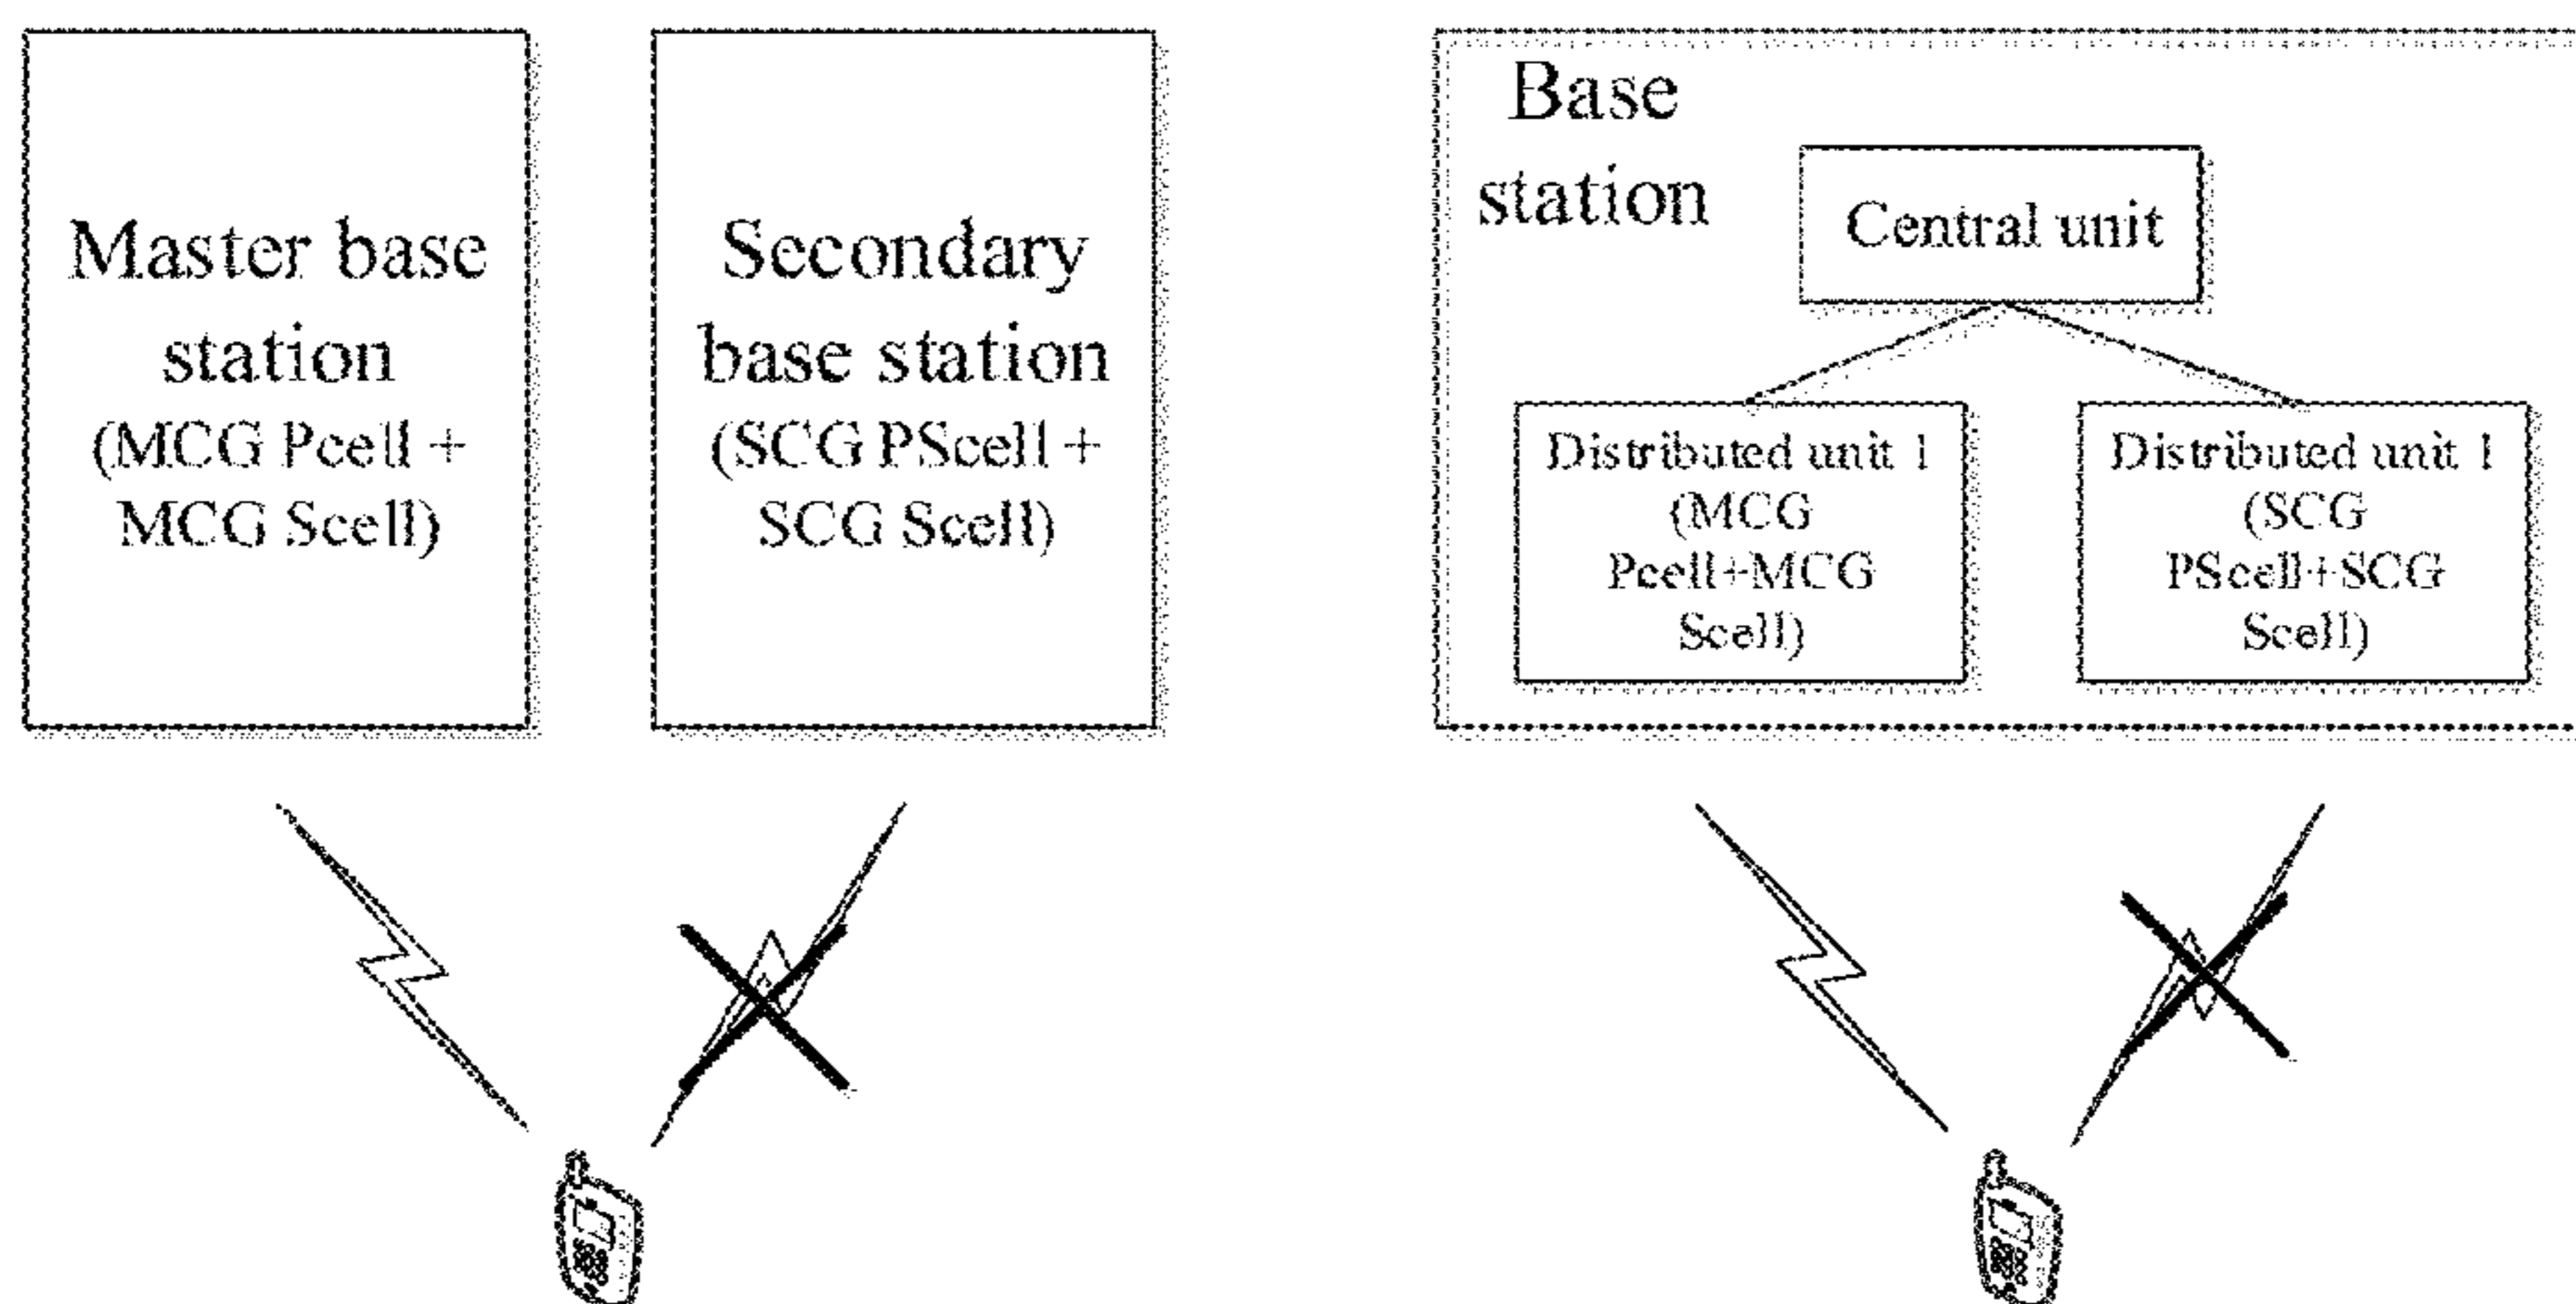 Master base
station
(MCG Pcell +
MCG Scell)
Secondary
base station
(SCG PScell +
SCG Scell)
Base
station
Central unit
Distributed unit 1
(MCG
Pcell+MCG
Scell)
Distributed unit 1
(SCG
PScell+SCG
Scell)